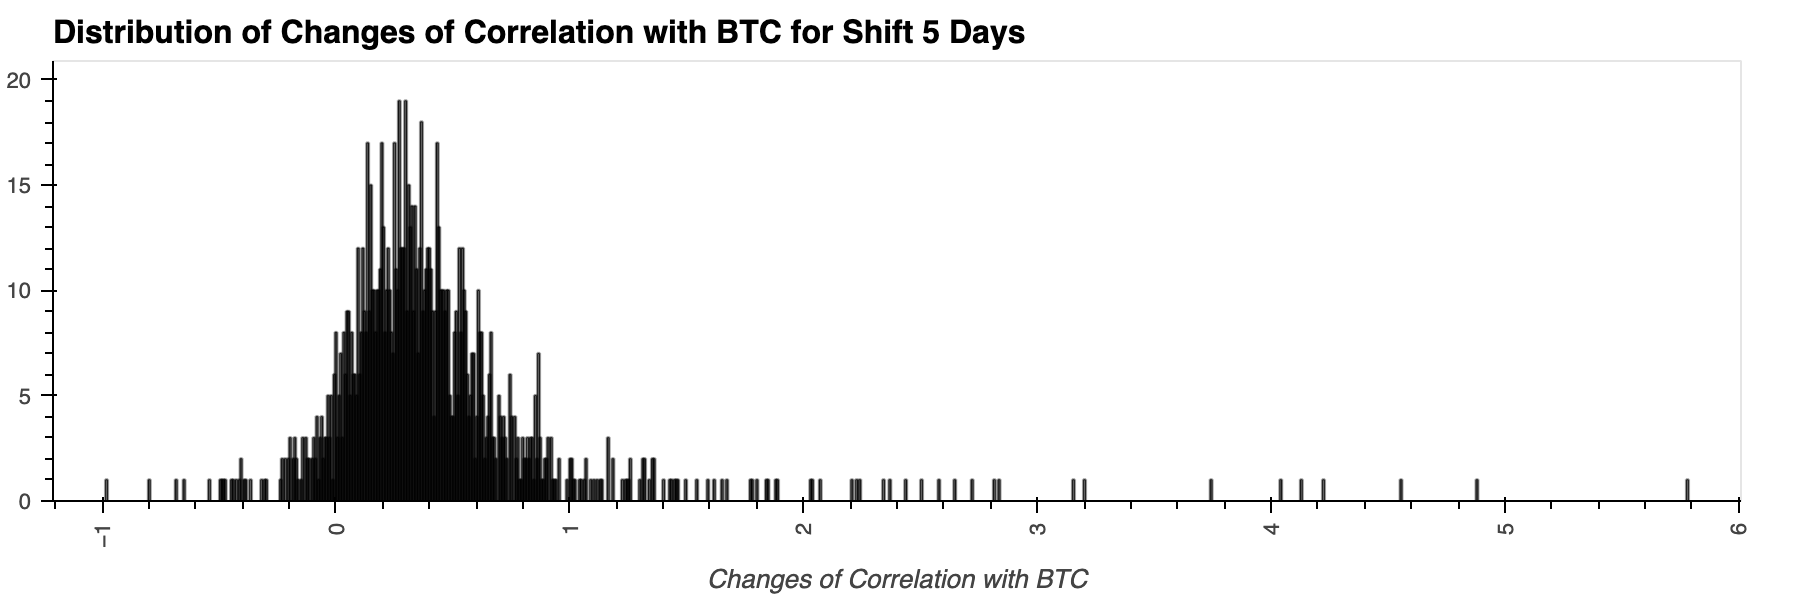 Distribution of Changes of Correlation with BTC for Shift 5 Days
20
15
10
5
0
−1 0 1 2 3 4 5 6
Changes of Correlation with BTC